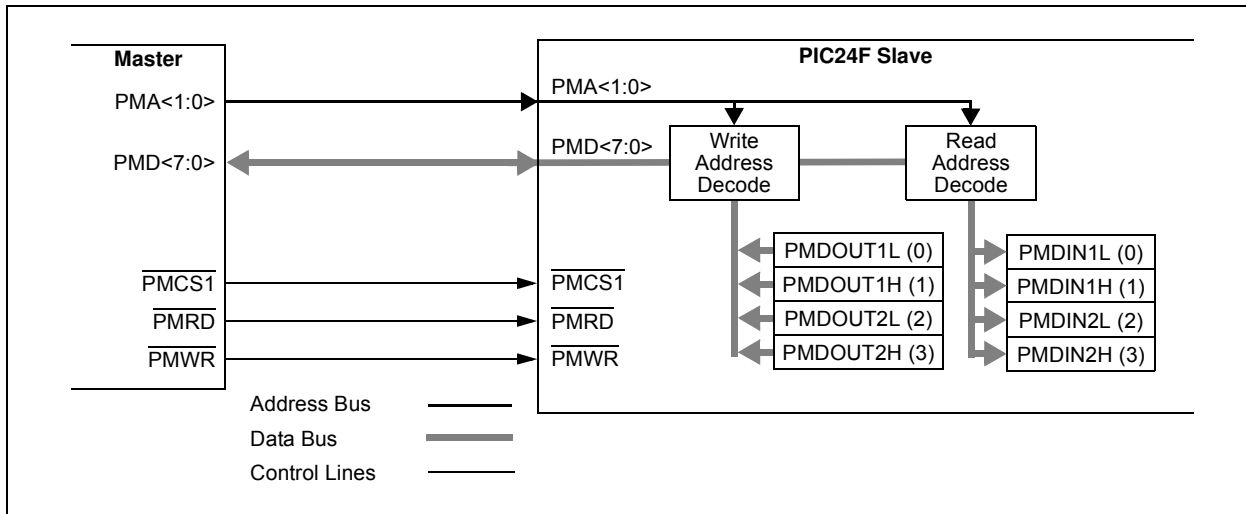 Master
PIC24F Slave
PMA<1:0>
PMA<1:0>
PMD<7:0>
PMD<7:0>
Write
Address
Decode
Read
Address
Decode
PMDOUT1L (0)
PMDOUT1H (1)
PMDOUT2L (2)
PMDOUT2H (3)
PMDIN1L (0)
PMDIN1H (1)
PMDIN2L (2)
PMDIN2H (3)
PMCS1
PMCS1
PMRD
PMRD
PMWR
PMWR
Address Bus
Data Bus
Control Lines